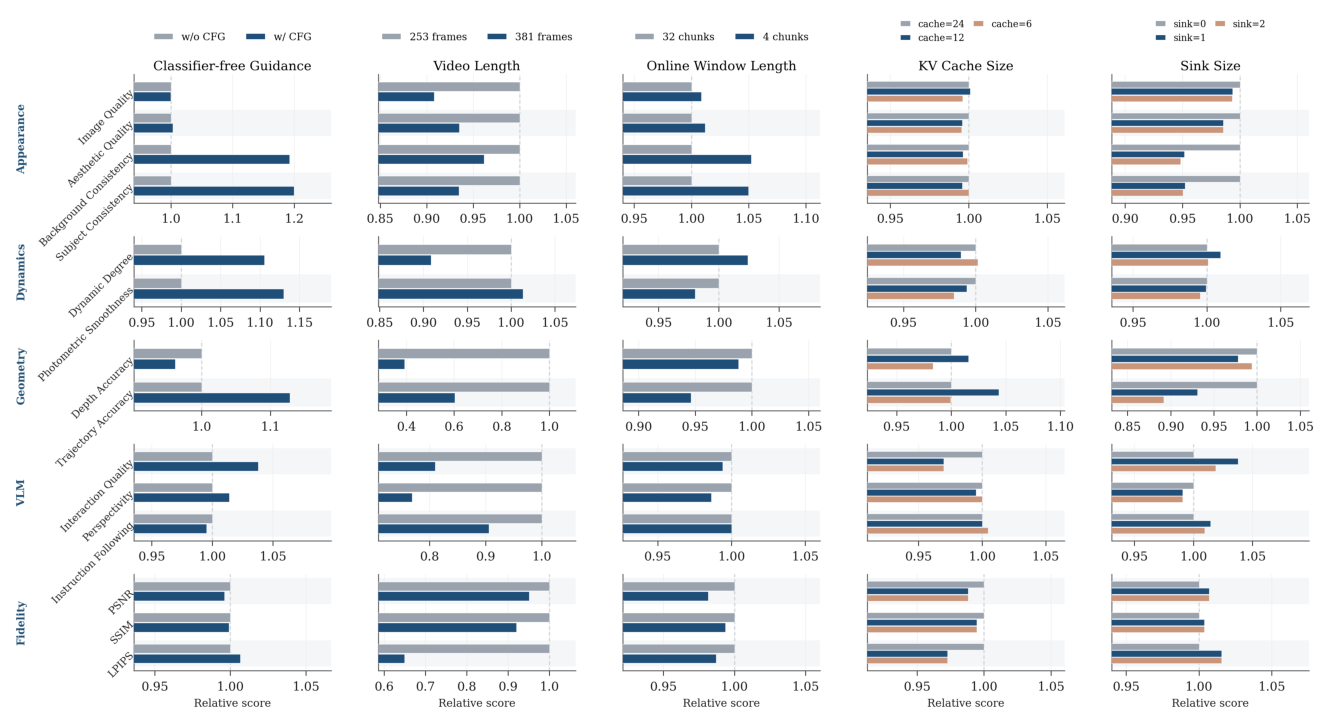 w/o CFG w/ CFG
253 frames 381 frames
32 chunks 4 chunks
cache=24 cache=6
cache=12
sink=0 sink=2
sink=1
Classifier-free Guidance
Video Length
Online Window Length
KV Cache Size
Sink Size
Appearance
Image Quality
Aesthetic Quality
Background Consistency
Subject Consistency
1.0 1.1 1.2
0.85 0.90 0.95 1.00 1.05
0.95 1.00 1.05 1.10
0.95 1.00 1.05
0.90 0.95 1.00 1.05
Dynamics
Dynamic Degree
Photometric Smoothness
0.95 1.00 1.05 1.10 1.15
0.85 0.90 0.95 1.00 1.05
0.95 1.00 1.05
0.95 1.00 1.05
0.95 1.00 1.05
Geometry
Depth Accuracy
Trajectory Accuracy
1.0 1.1
0.4 0.6 0.8 1.0
0.90 0.95 1.00 1.05
0.95 1.00 1.05 1.10
0.85 0.90 0.95 1.00 1.05
VLM
Interaction Quality
Perspectivity
Instruction Following
0.95 1.00 1.05
0.8 0.9 1.0
0.95 1.00 1.05
0.95 1.00 1.05
0.95 1.00 1.05
Fidelity
PSNR
SSIM
LPIPS
0.95 1.00 1.05
0.6 0.7 0.8 0.9 1.0
0.95 1.00 1.05
0.95 1.00 1.05
0.95 1.00 1.05
Relative score
Relative score
Relative score
Relative score
Relative score